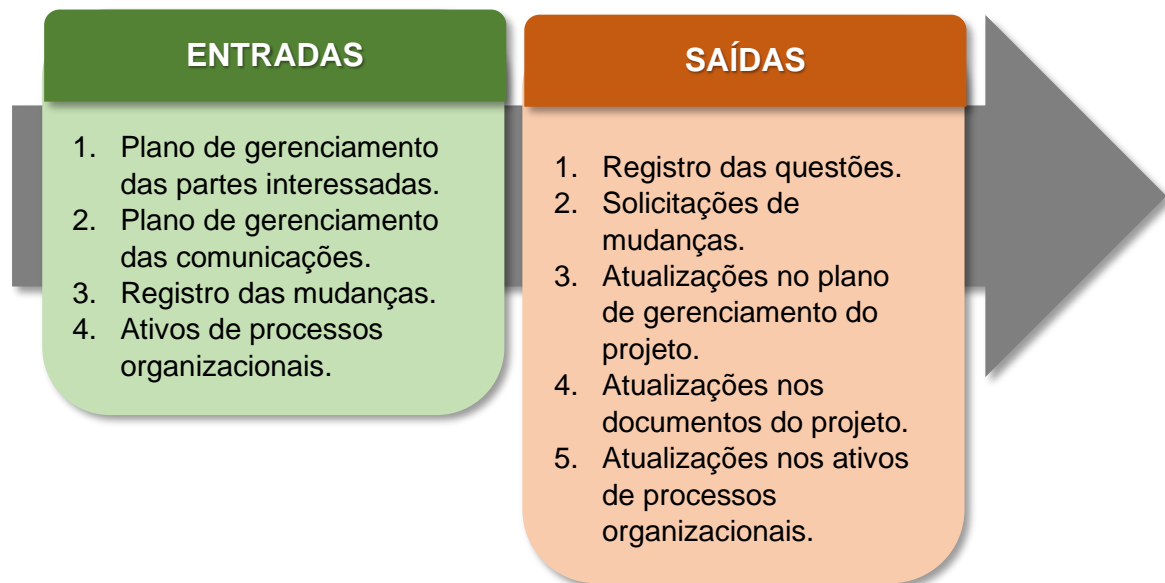 ENTRADAS
1. Plano de gerenciamento
das partes interessadas.
2. Plano de gerenciamento
das comunicações.
3. Registro das mudanças.
4. Ativos de processos
organizacionais.
SAÍDAS
1. Registro das questões.
2. Solicitações de
mudanças.
3. Atualizações no plano
de gerenciamento do
projeto.
4. Atualizações nos
documentos do projeto.
5. Atualizações nos ativos
de processos
organizacionais.